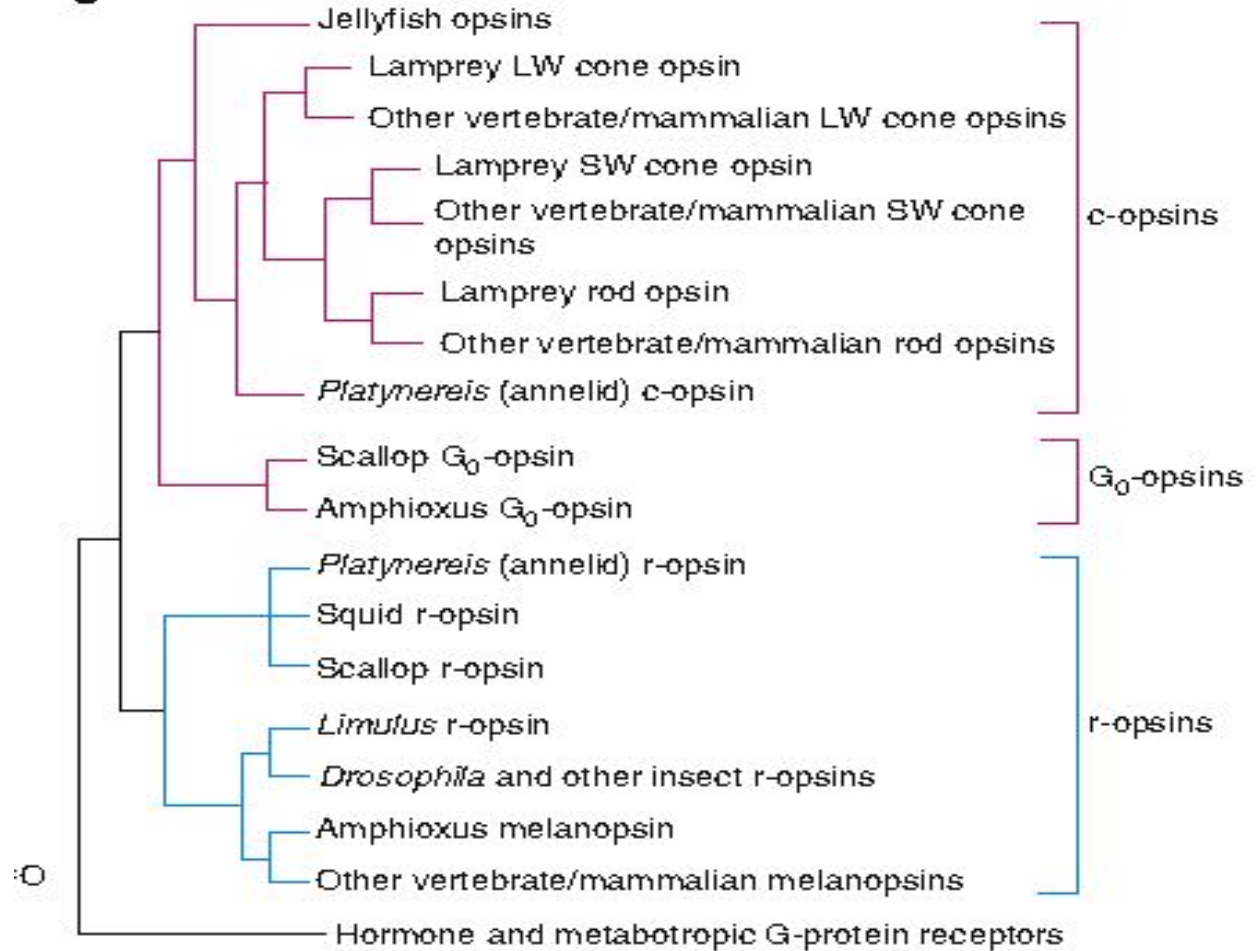 Jellyfish opsins
Lamprey LW cone opsin
Other vertebrate/mammalian LW cone opsins
Lamprey SW cone opsin
Other vertebrate/mammalian SW cone
opsins
c-opsins
Lamprey rod opsin
Other vertebrate/mammalian rod opsins
Platynereis (annelid) c-opsin
Scallop G₀-opsin
G₀-opsins
Amphioxus G₀-opsin
Platynereis (annelid) r-opsin
Squid r-opsin
Scallop r-opsin
Limulus r-opsin
r-opsins
Drosophila and other insect r-opsins
Amphioxus melanopsin
Other vertebrate/mammalian melanopsins
Hormone and metabotropic G-protein receptors